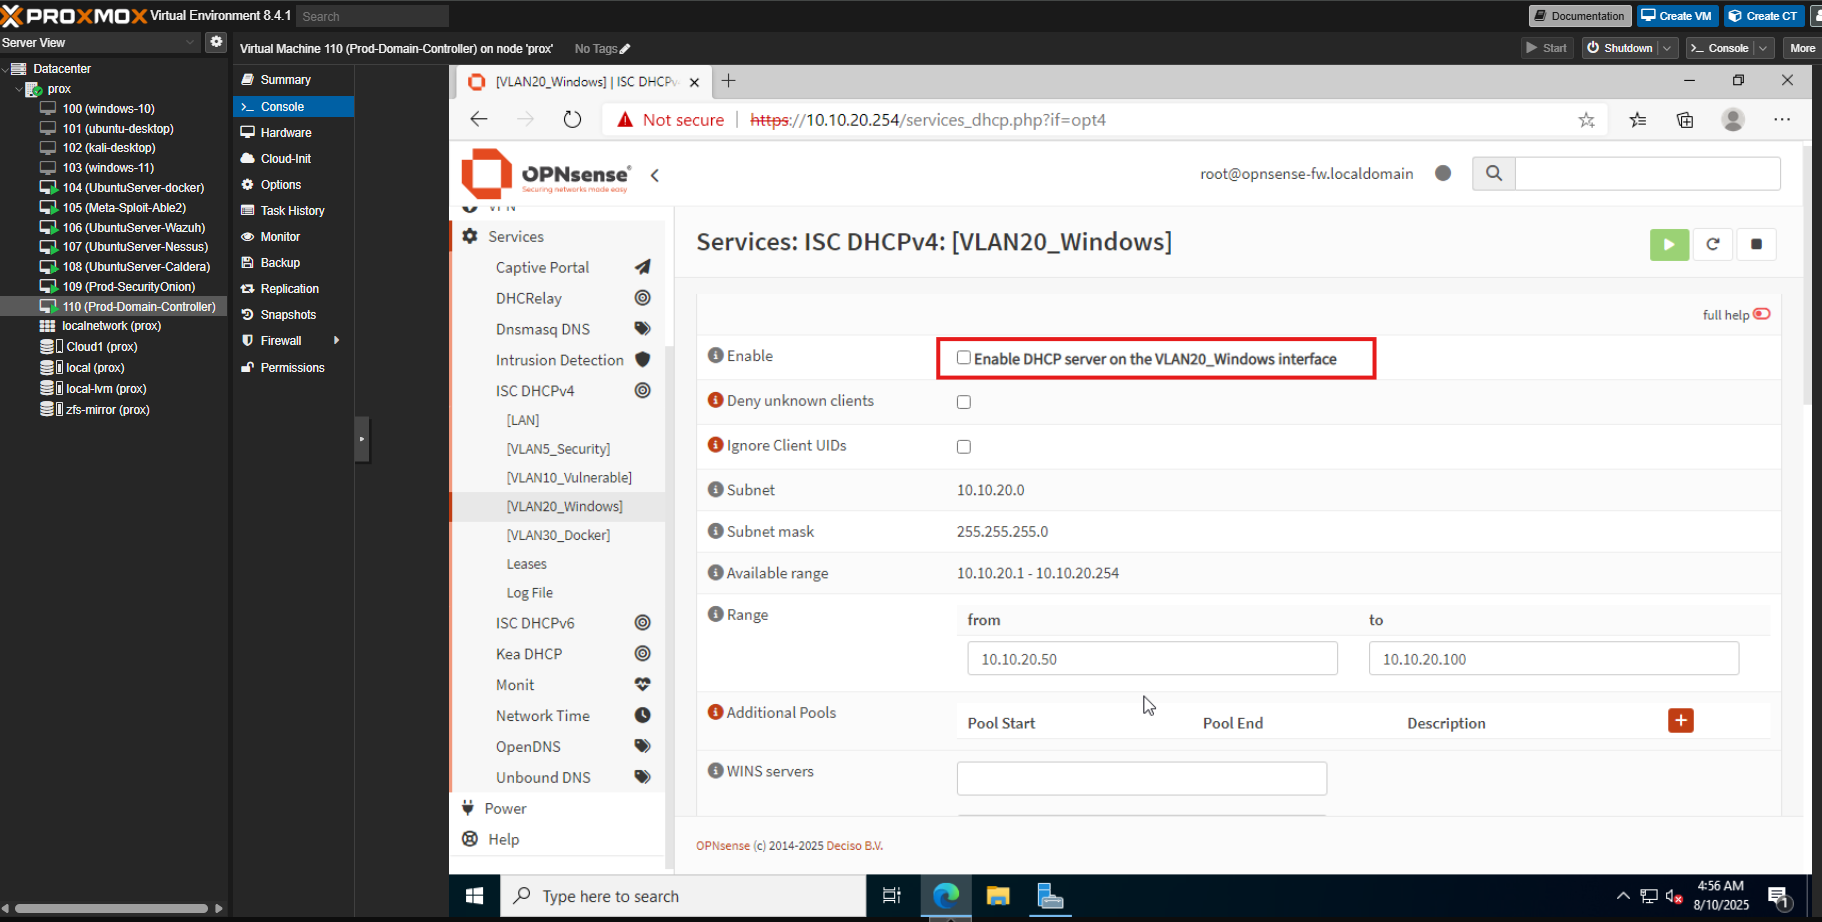 PROXMOX Virtual Environment 8.4.1 Search Documentation Create VM Create CT
Server View Virtual Machine 110 (Prod-Domain-Controller) on node 'prox' No Tags Start Shutdown Console More
Datacenter
prox
100 (windows-10)
101 (ubuntu-desktop)
102 (kali-desktop)
103 (windows-11)
104 (UbuntuServer-docker)
105 (Meta-Sploit-Able2)
106 (UbuntuServer-Wazuh)
107 (UbuntuServer-Nessus)
108 (UbuntuServer-Caldera)
109 (Prod-SecurityOnion)
110 (Prod-Domain-Controller)
localnetwork (prox)
Cloud1 (prox)
local (prox)
local-lvm (prox)
zfs-mirror (prox)
Summary
Console
Hardware
Cloud-Init
Options
Task History
Monitor
Backup
Replication
Snapshots
Firewall
Permissions
[VLAN20_Windows] | ISC DHCPv
Not secure https://10.10.20.254/services_dhcp.php?if=opt4
OPNsense®
Securing networks made easy
root@opnsense-fw.localdomain
VPN
Services
Captive Portal
DHCRelay
Dnsmasq DNS
Intrusion Detection
ISC DHCPv4
[LAN]
[VLAN5_Security]
[VLAN10_Vulnerable]
[VLAN20_Windows]
[VLAN30_Docker]
Leases
Log File
ISC DHCPv6
Kea DHCP
Monit
Network Time
OpenDNS
Unbound DNS
Power
Help
Services: ISC DHCPv4: [VLAN20_Windows]
full help
Enable Enable DHCP server on the VLAN20_Windows interface
Deny unknown clients
Ignore Client UIDs
Subnet 10.10.20.0
Subnet mask 255.255.255.0
Available range 10.10.20.1 - 10.10.20.254
Range from to
10.10.20.50 10.10.20.100
Additional Pools Pool Start Pool End Description
WINS servers
OPNsense (c) 2014-2025 Deciso B.V.
Type here to search
4:56 AM
8/10/2025
1